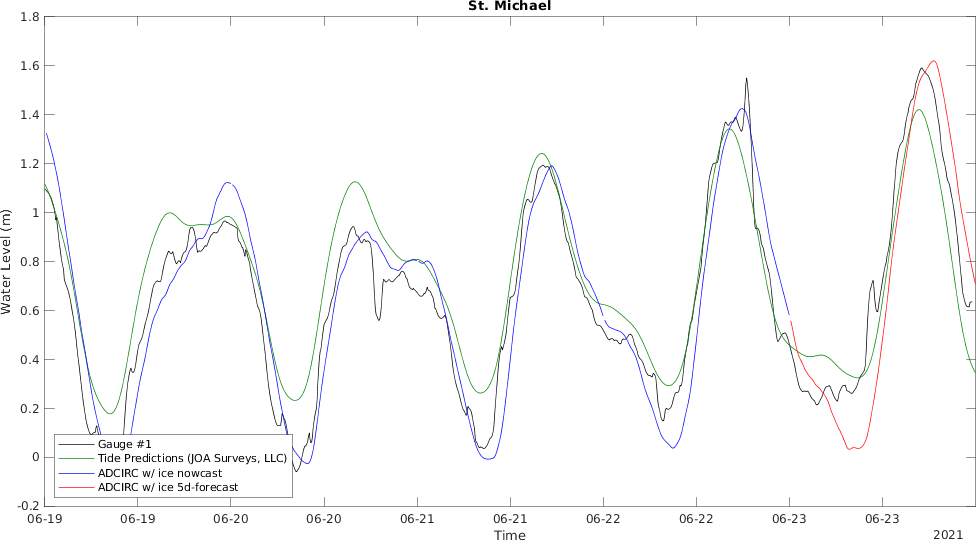 St. Michael
Water Level (m)
1.8
1.6
1.4
1.2
1
0.8
0.6
0.4
0.2
0
-0.2
Gauge #1
Tide Predictions (JOA Surveys, LLC)
ADCIRC w/ ice nowcast
ADCIRC w/ ice 5d-forecast
06-19 06-19 06-20 06-20 06-21 06-21 06-22 06-22 06-23 06-23
Time
2021